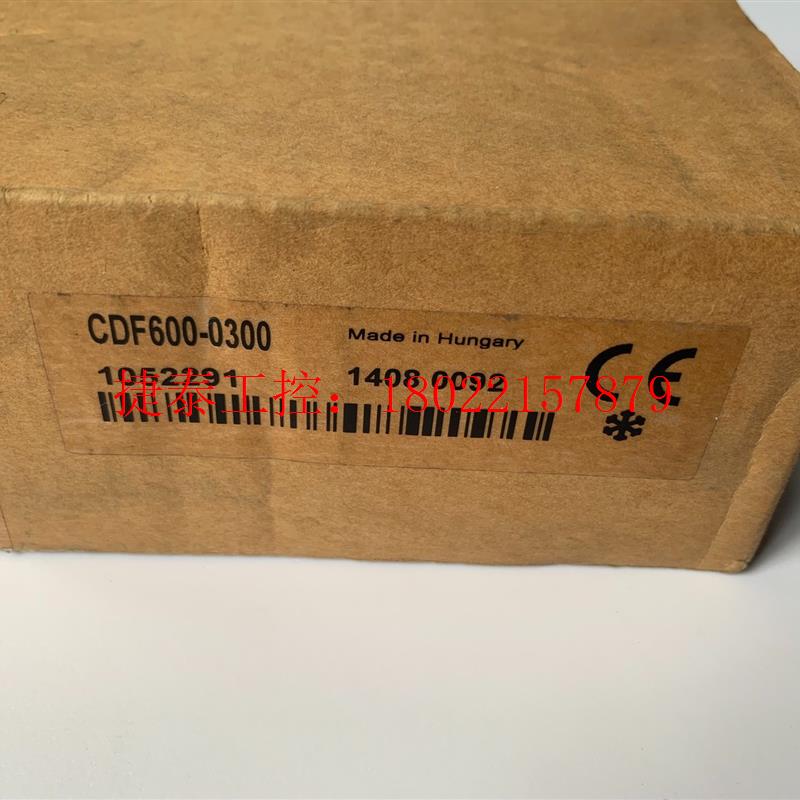 CDF600-0300
Made in Hungary
1052291
1408 0092
CE
捷泰工控：18022157879